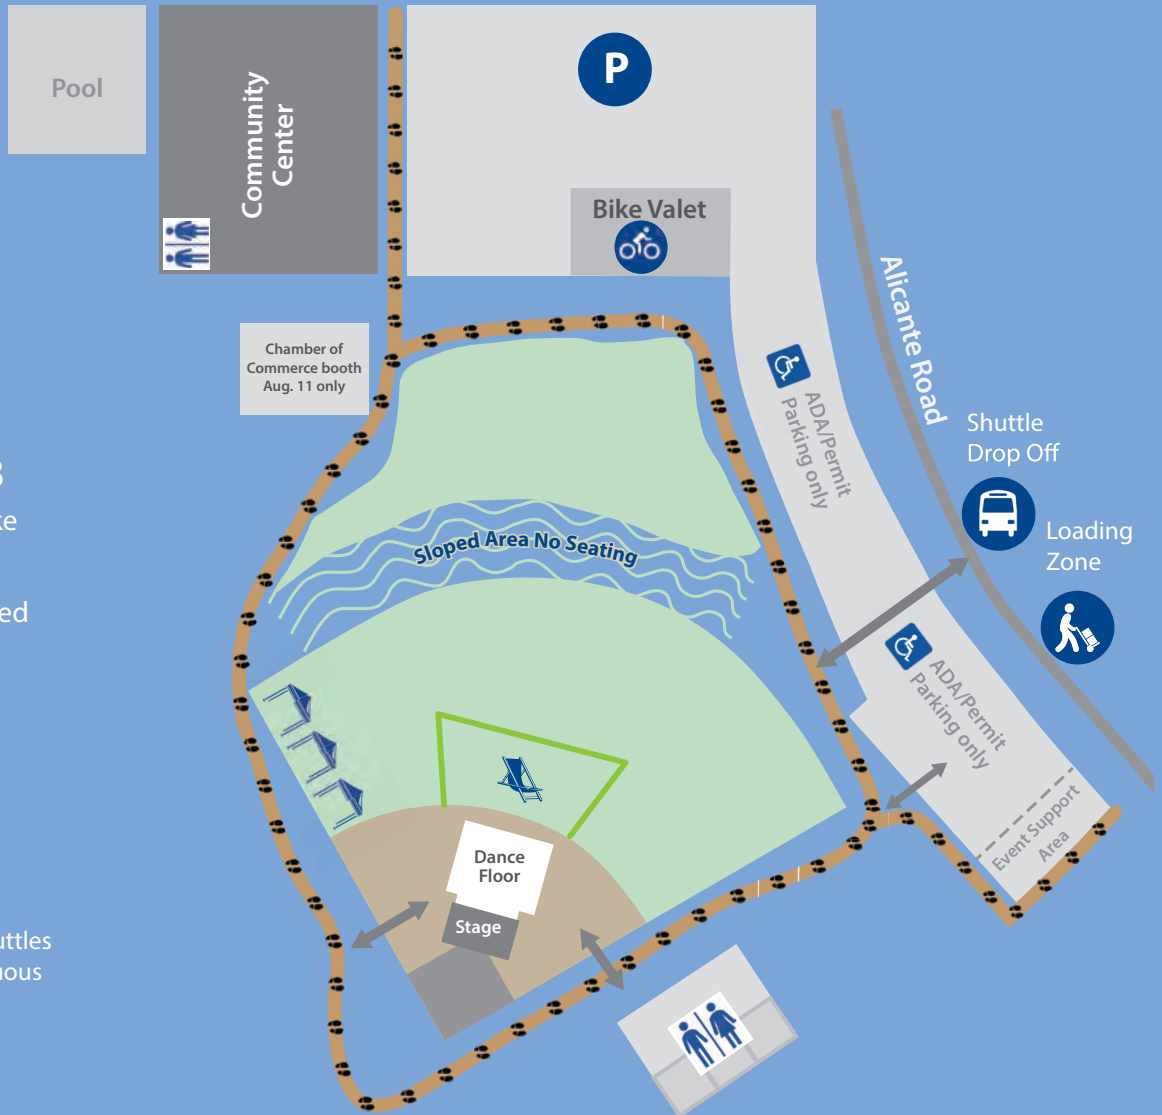 Pool
Community
Center
P
Bike Valet
Alicante Road
Chamber of
Commerce booth
Aug. 11 only
ADA/Permit
Parking only
Shuttle
Drop Off
Loading
Zone
Sloped Area No Seating
ADA/Permit
Parking only
Event Support
Area
Dance
Floor
Stage